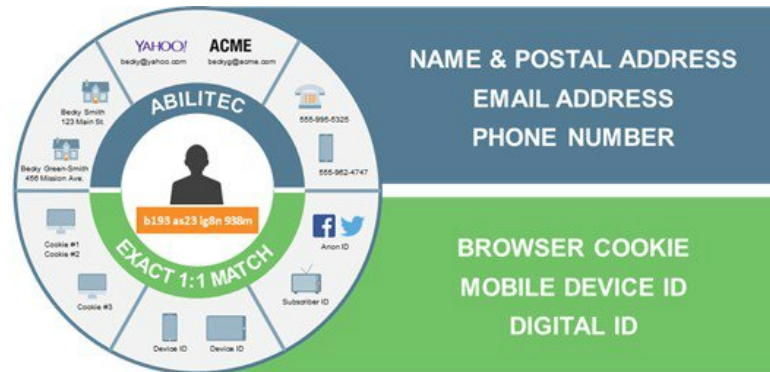 YAHOO!
becky@yahoo.com
ACME
beckyg@acme.com
ABILITEC
Becky Smith
123 Main St.
Becky Green-Smith
456 Mission Ave.
555-995-5325
555-962-4747
b193 as23 ig8n 938m
EXACT 1:1 MATCH
Cookie #1
Cookie #2
Cookie #3
Device ID
Device ID
Subscriber ID
Anon ID
NAME & POSTAL ADDRESS
EMAIL ADDRESS
PHONE NUMBER
BROWSER COOKIE
MOBILE DEVICE ID
DIGITAL ID